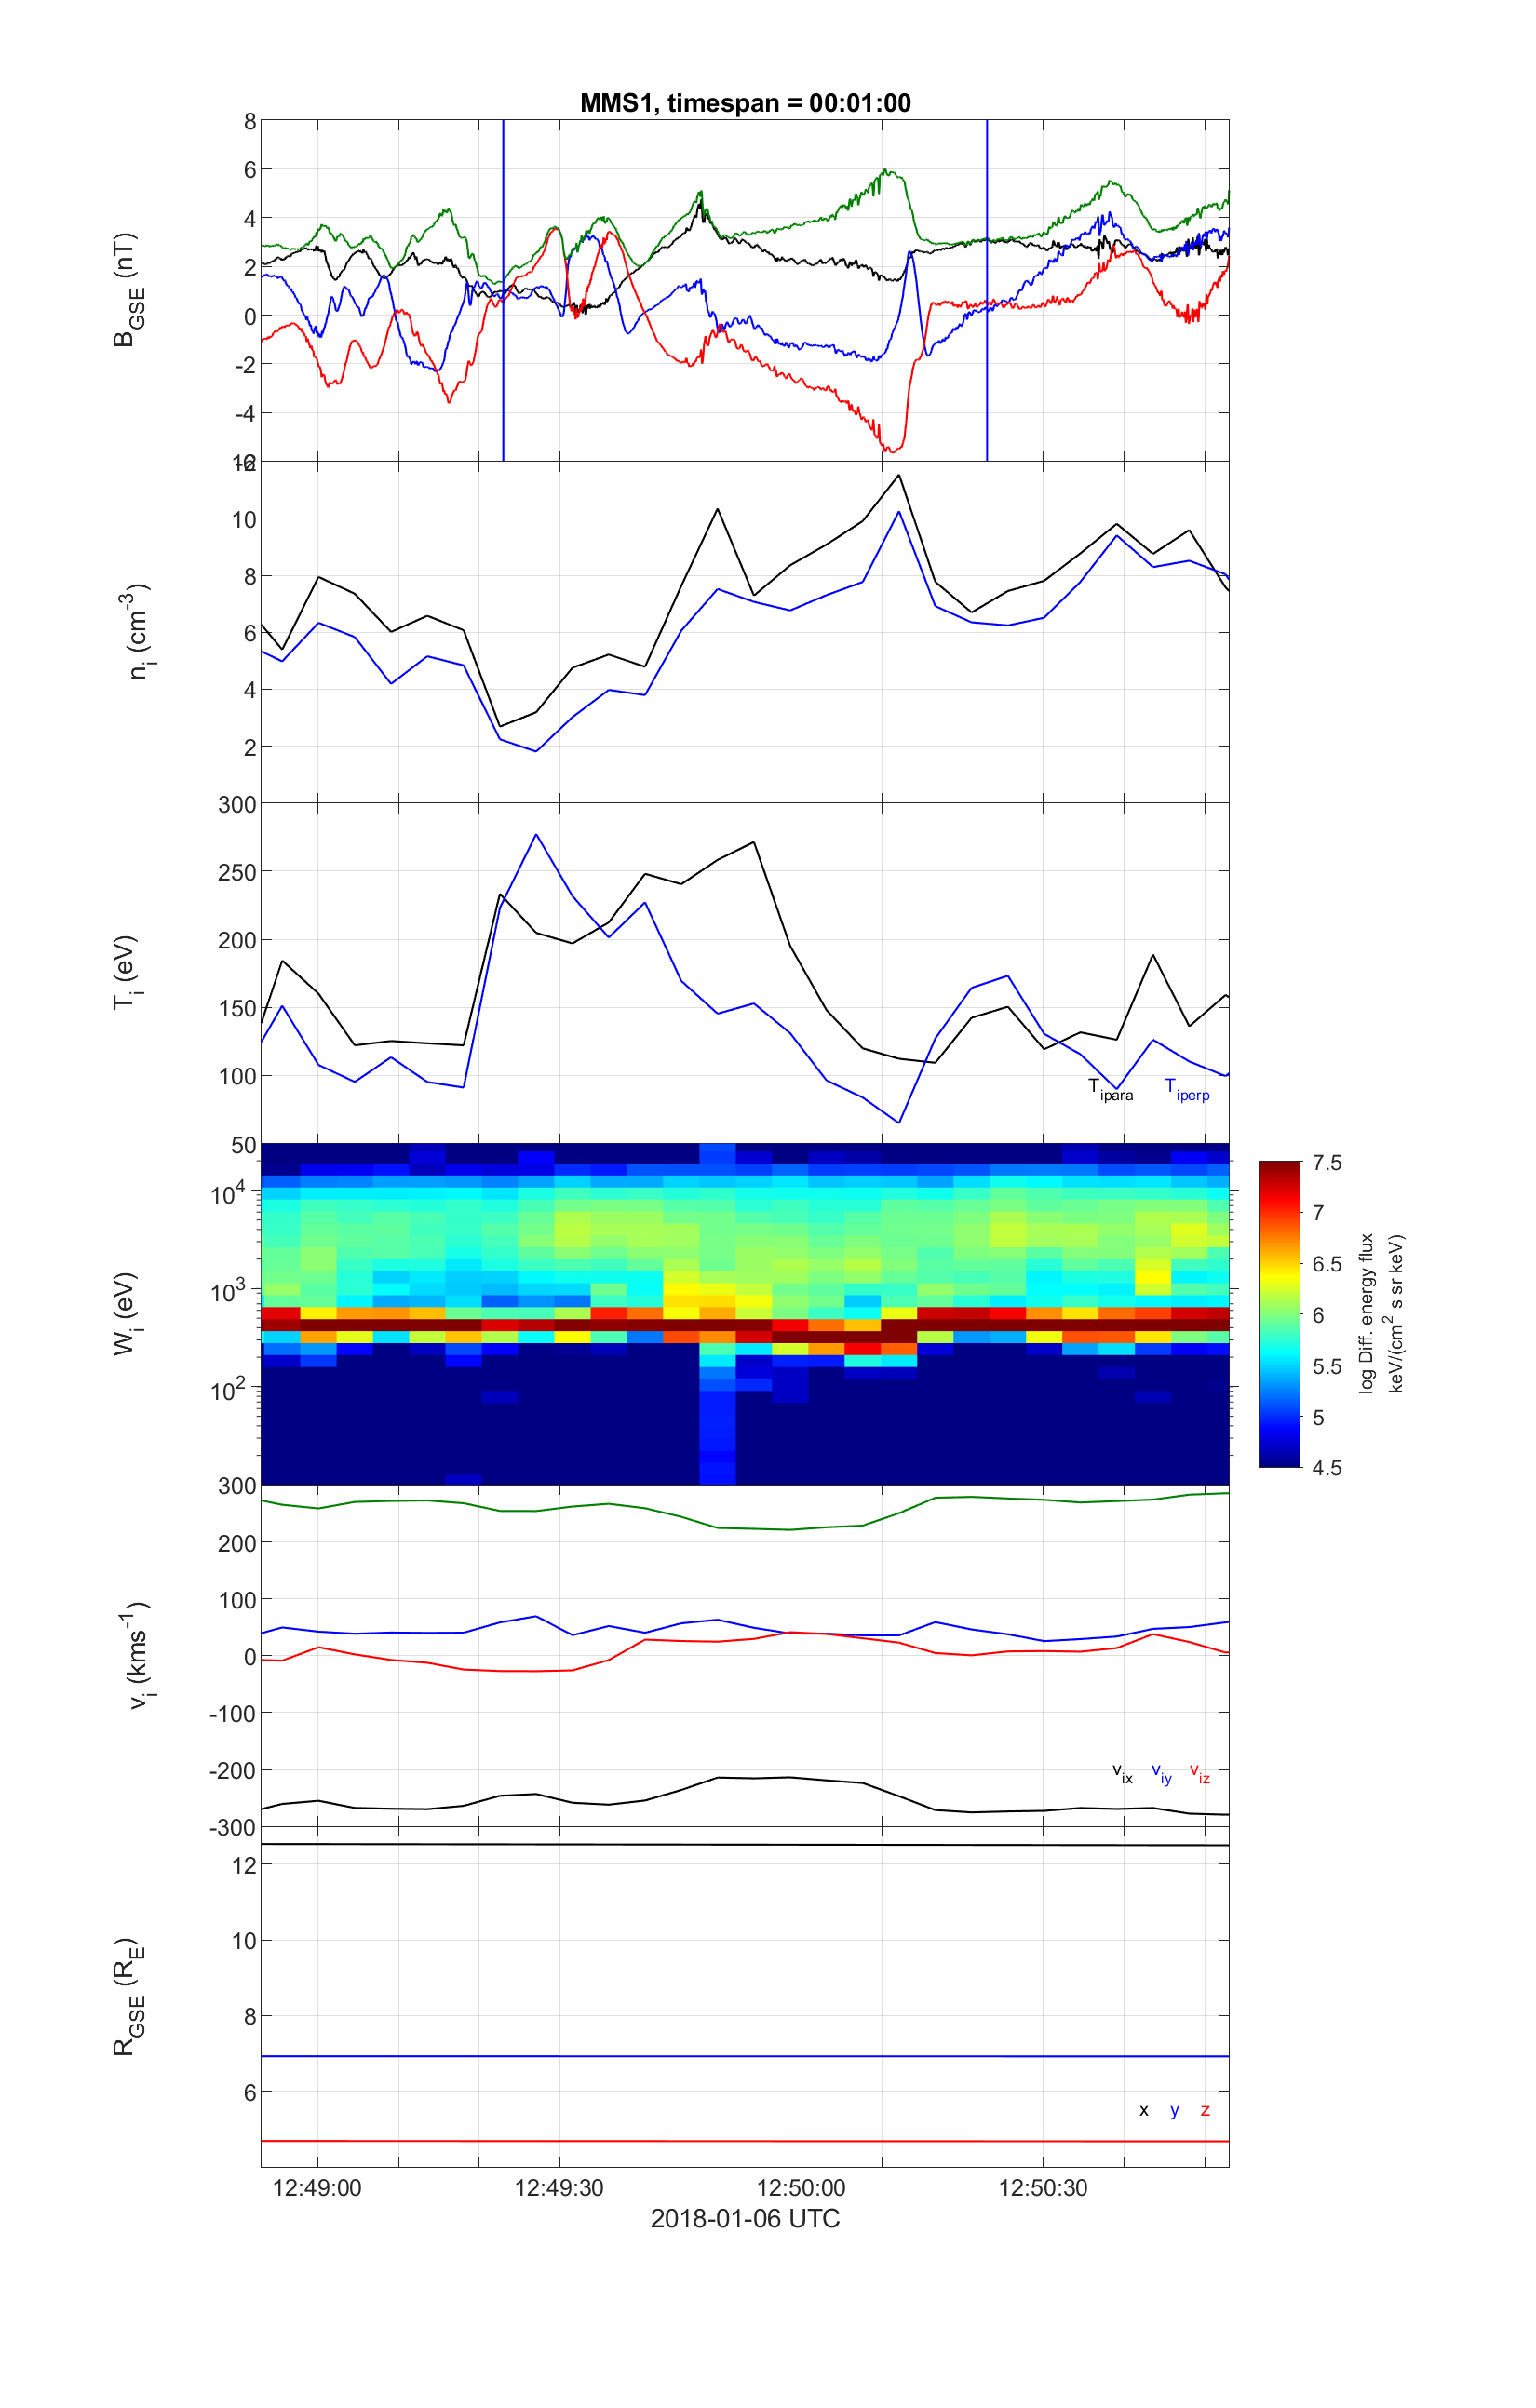 MMS1, timespan = 00:01:00
8
6
4
2
0
-2
-4
-6
B_GSE (nT)
12
10
8
6
4
2
n_i (cm^-3)
300
250
200
150
100
50
T_i (eV)
T_ipara T_iperp
10^4
10^3
10^2
W_i (eV)
7.5
7
6.5
6
5.5
5
4.5
log Diff. energy flux
keV/(cm^2 s sr keV)
300
200
100
0
-100
-200
-300
v_i (kms^-1)
v_ix v_iy v_iz
12
10
8
6
R_GSE (R_E)
x y z
12:49:00 12:49:30 12:50:00 12:50:30
2018-01-06 UTC